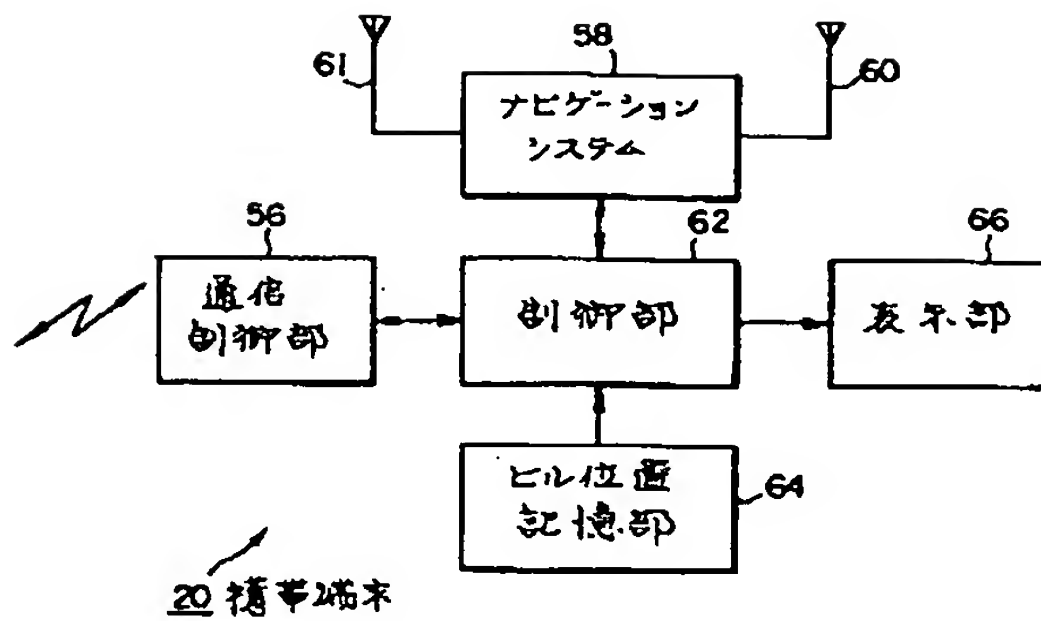 61
58
60
ナビゲーション
システム
56
62
66
通信
制御部
制御部
表示部
ビル位置
記憶部
64
20 携帯端末